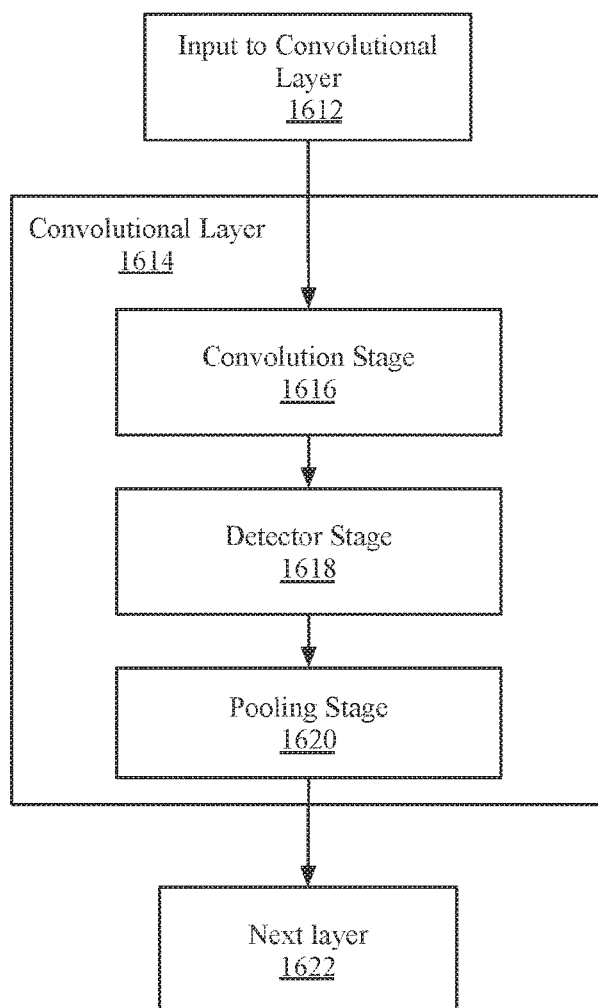 Input to Convolutional
Layer
1612
Convolutional Layer
1614
Convolution Stage
1616
Detector Stage
1618
Pooling Stage
1620
Next layer
1622